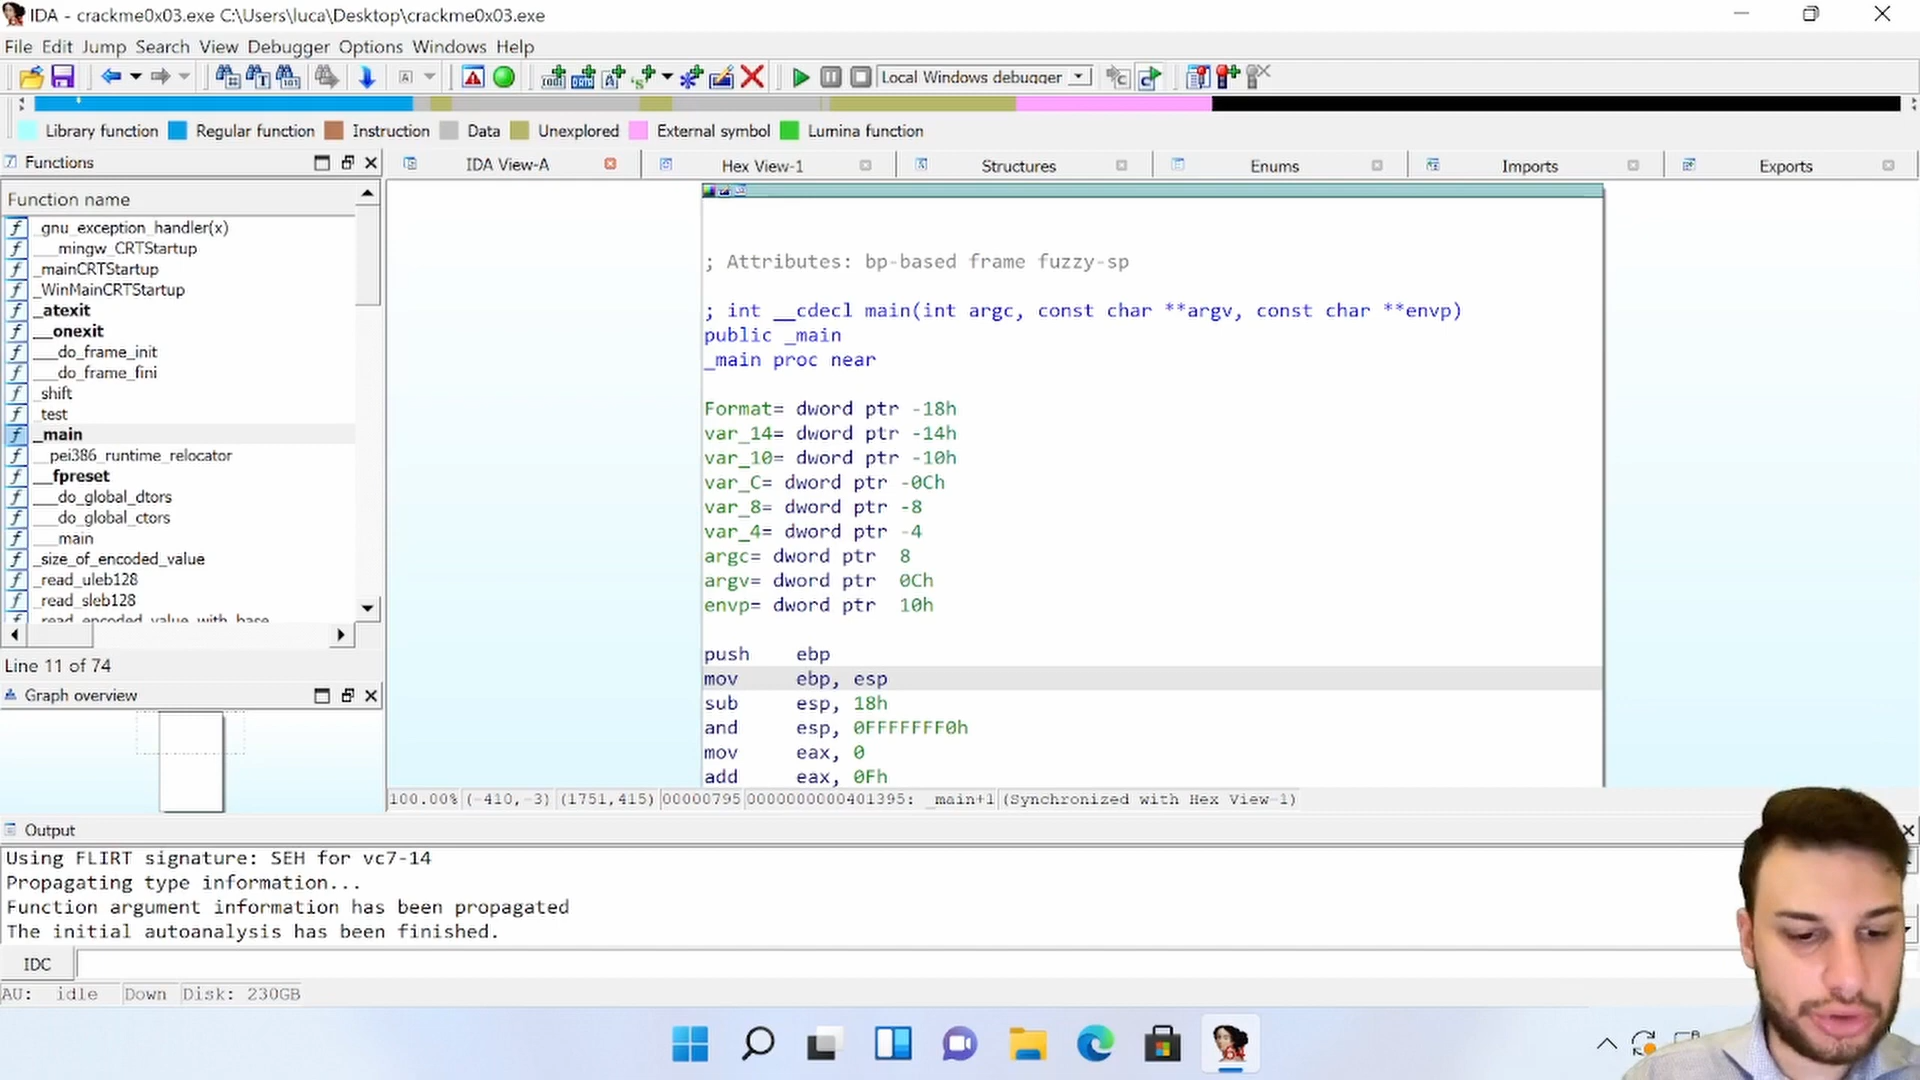 IDA - crackme0x03.exe C:\Users\luca\Desktop\crackme0x03.exe
File Edit Jump Search View Debugger Options Windows Help
Local Windows debugger
Library function Regular function Instruction Data Unexplored External symbol Lumina function
Functions
IDA View-A Hex View-1 Structures Enums Imports Exports
Function name
_gnu_exception_handler(x)
___mingw_CRTStartup
_mainCRTStartup
_WinMainCRTStartup
_atexit
__onexit
___do_frame_init
___do_frame_fini
_shift
_test
_main
__pei386_runtime_relocator
__fpreset
___do_global_dtors
___do_global_ctors
___main
_size_of_encoded_value
_read_uleb128
_read_sleb128
_read_encoded_value_with_base
Line 11 of 74
Graph overview
; Attributes: bp-based frame fuzzy-sp
; int __cdecl main(int argc, const char **argv, const char **envp)
public _main
_main proc near
Format= dword ptr -18h
var_14= dword ptr -14h
var_10= dword ptr -10h
var_C= dword ptr -0Ch
var_8= dword ptr -8
var_4= dword ptr -4
argc= dword ptr  8
argv= dword ptr  0Ch
envp= dword ptr  10h
push ebp
mov ebp, esp
sub esp, 18h
and esp, 0FFFFFFF0h
mov eax, 0
add eax, 0Fh
100.00% (-410,-3) (1751,415) 00000795 0000000000401395: _main+1 (Synchronized with Hex View-1)
Output
Using FLIRT signature: SEH for vc7-14
Propagating type information...
Function argument information has been propagated
The initial autoanalysis has been finished.
IDC
AU: idle Down Disk: 230GB
64